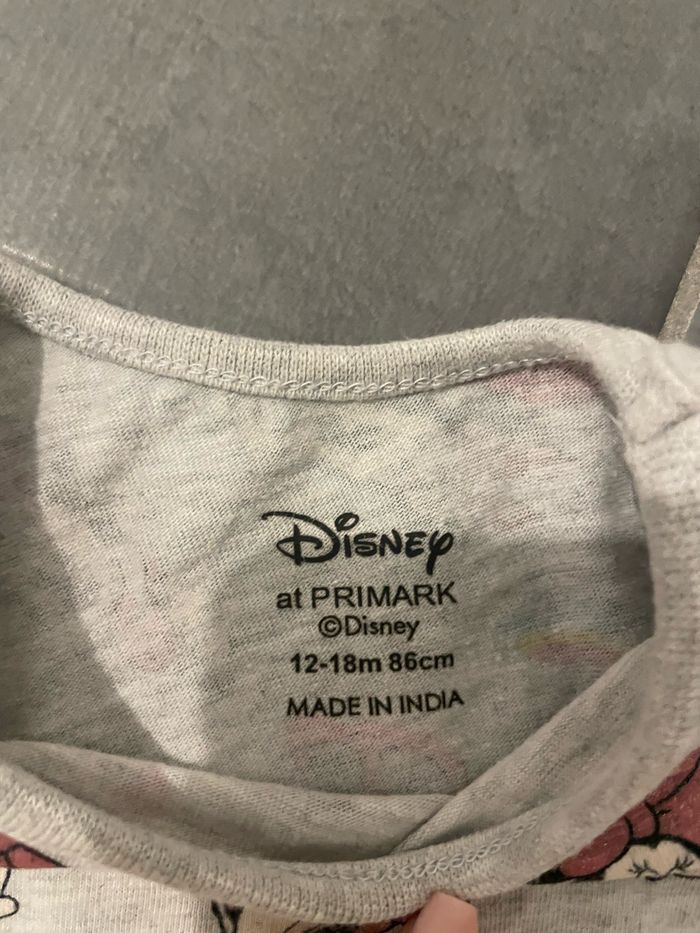 Disney
at PRIMARK
©Disney
12-18m 86cm
MADE IN INDIA